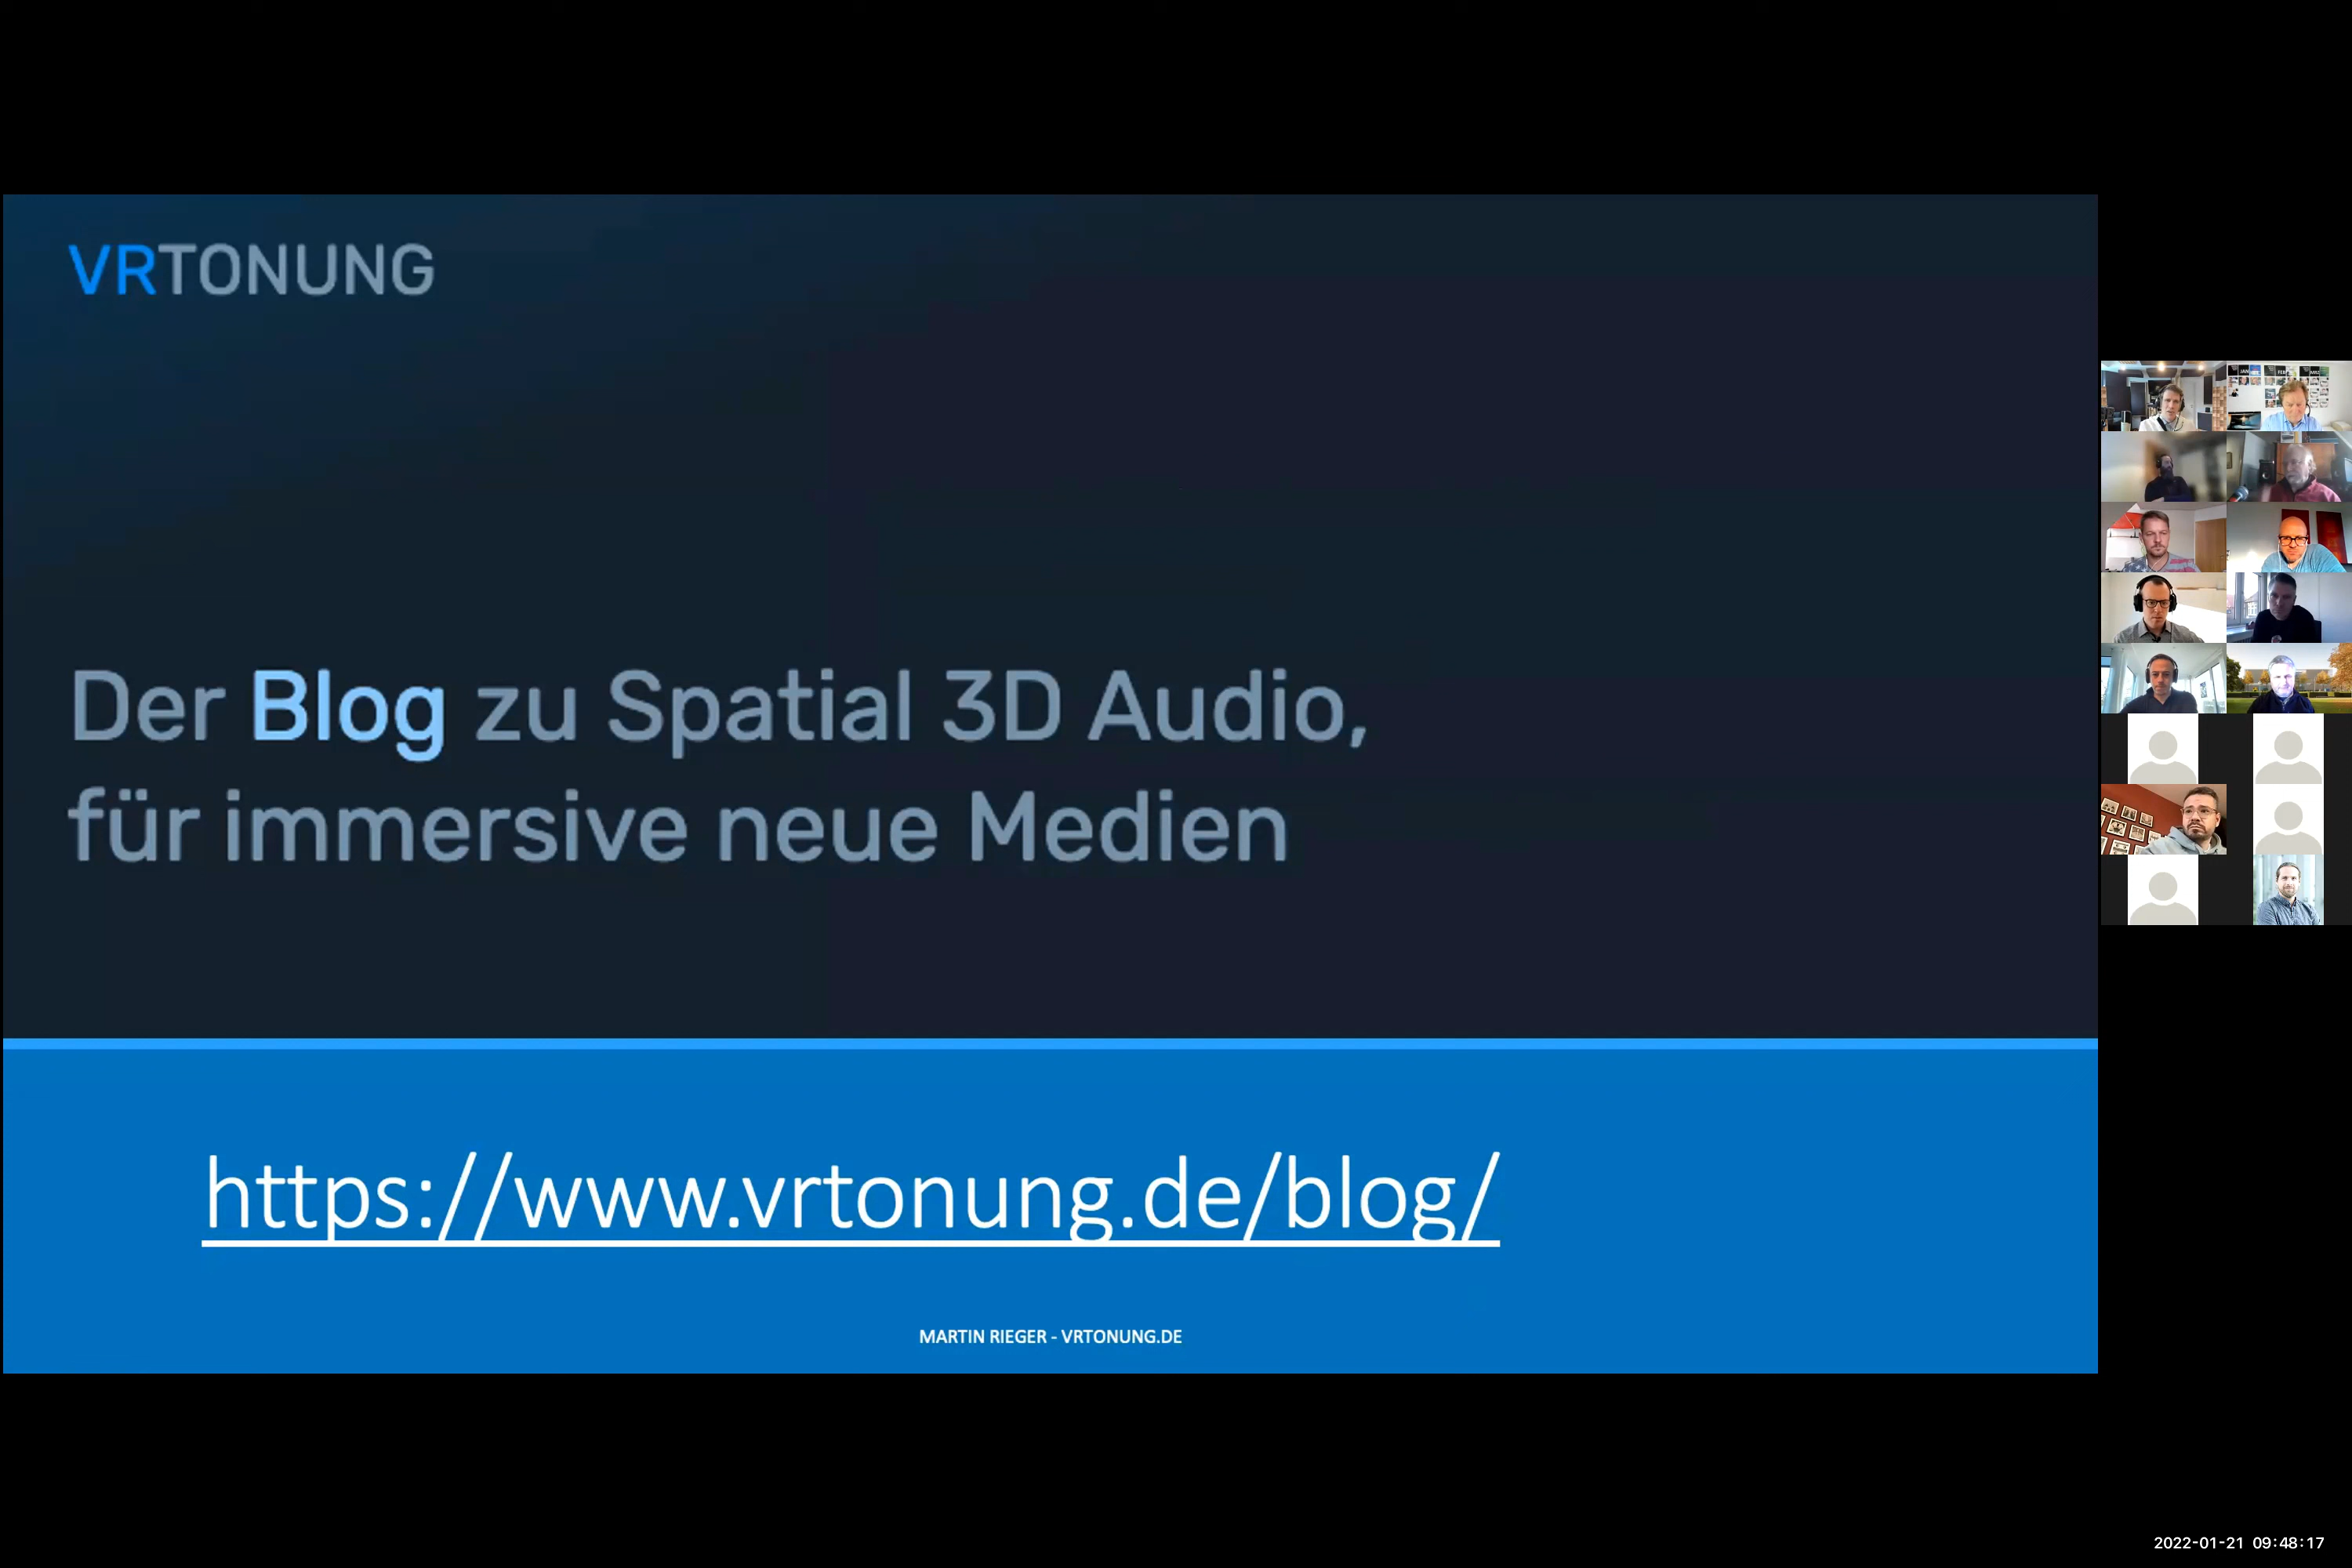 VRTONUNG
Der Blog zu Spatial 3D Audio,
für immersive neue Medien
https://www.vrtonung.de/blog/
MARTIN RIEGER - VRTONUNG.DE
2022-01-21 09:48:17